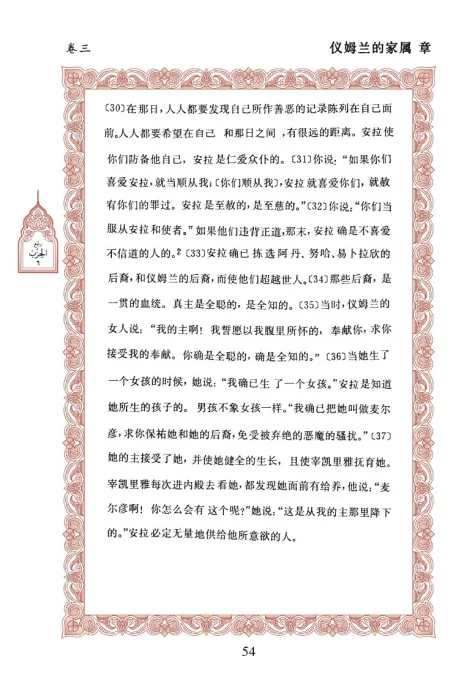 卷三
仪姆兰的家属 章
〔30〕在那日，人人都要发现自己所作善恶的记录陈列在自己面
前。人人都要希望在自己 和那日之间，有很远的距离。安拉使
你们防备他自己，安拉是仁爱众仆的。〔31〕你说：“如果你们
喜爱安拉，就当顺从我；〔你们顺从我〕，安拉就喜爱你们，就赦
宥你们的罪过。安拉是至赦的，是至慈的。”〔32〕你说：“你们当
服从安拉和使者。”如果他们违背正道，那末，安拉确是不喜爱
不信道的人的。〔33〕安拉确已拣选阿丹、努哈、易卜拉欣的
后裔，和仪姆兰的后裔，而使他们超越世人。〔34〕那些后裔，是
一贯的血统。真主是全聪的，是全知的。〔35〕当时，仪姆兰的
女人说：“我的主啊！我誓愿以我腹里所怀的，奉献你，求你
接受我的奉献。你确是全聪的，确是全知的。”〔36〕当她生了
一个女孩的时候，她说：“我确已生了一个女孩。”安拉是知道
她所生的孩子的。男孩不象女孩一样。“我确已把她叫做麦尔
彦，求你保祐她和她的后裔，免受被弃绝的恶魔的骚扰。”〔37〕
她的主接受了她，并使她健全的生长，且使宰凯里雅抚育她。
宰凯里雅每次进内殿去看她，都发现她面前有给养，他说：“麦
尔彦啊！你怎么会有这个呢？”她说：“这是从我的主那里降下
的。”安拉必定无量地供给他所意欲的人。
ربع
الحزب
٦
54